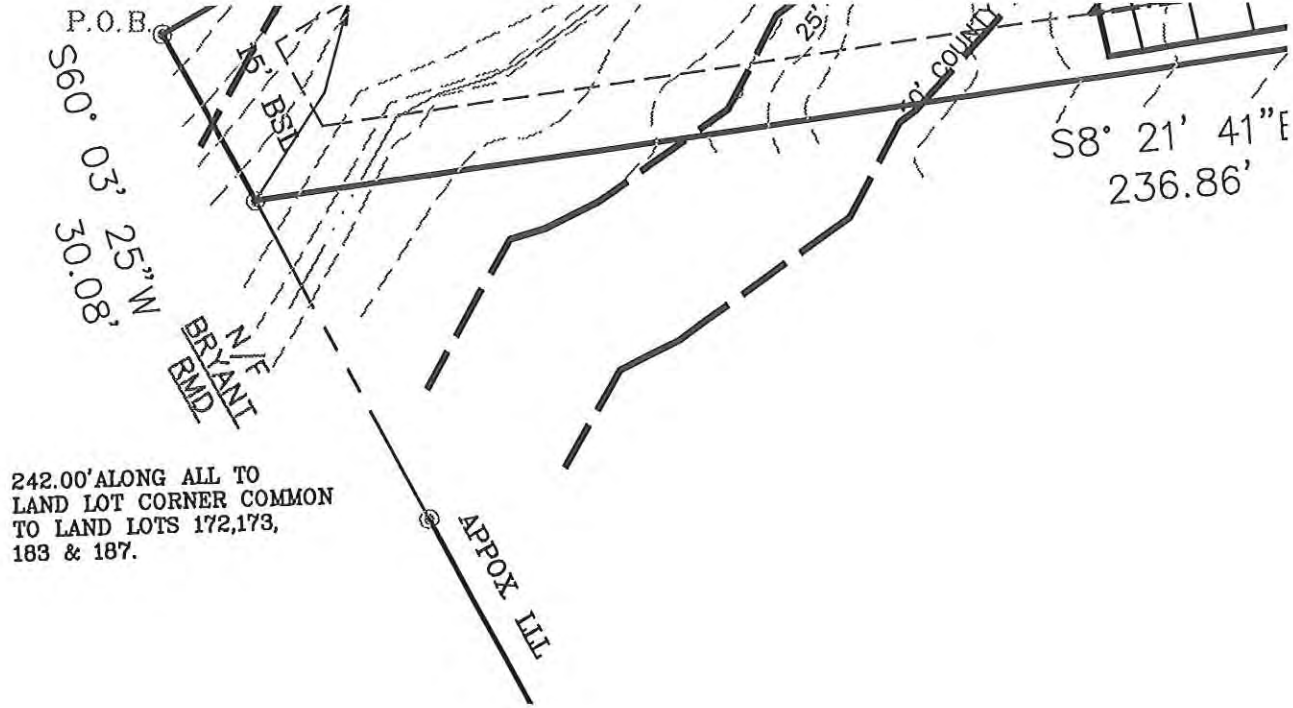 P.O.B.
15' BSL
25'
COUNTY
S60° 03' 25"W
30.08'
S8° 21' 41"E
236.86'
N/F
BRYANT
RMD
242.00'ALONG ALL TO
LAND LOT CORNER COMMON
TO LAND LOTS 172,173,
183 & 187.
APPOX LLL